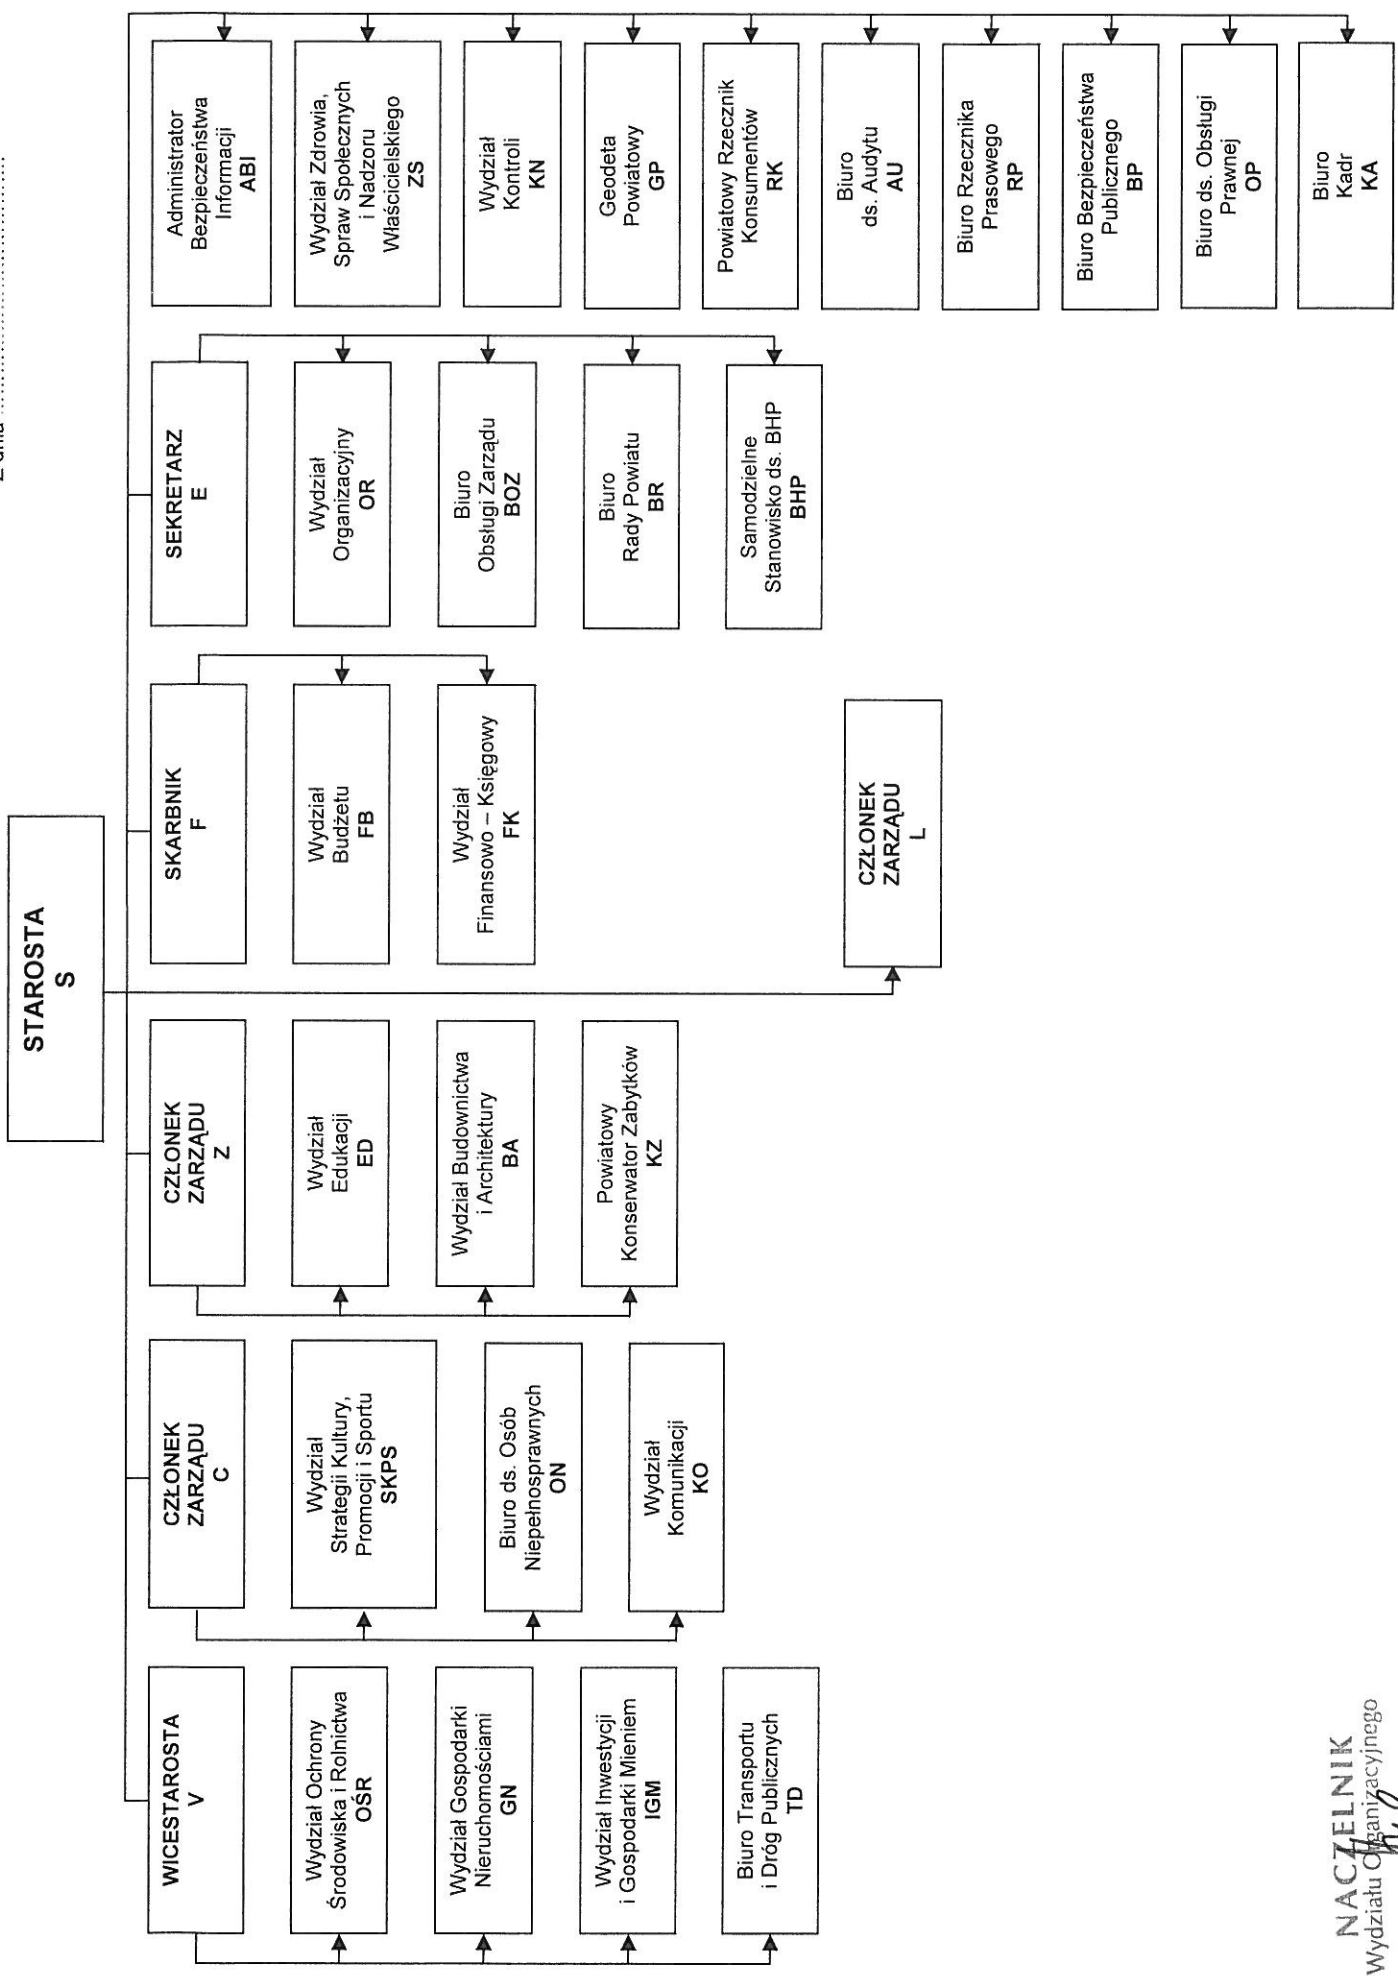 Z dnia
STAROSTA
S
WICESTAROSTA
V
Wydział Ochrony
Środowiska i Rolnictwa
OŚR
Wydział Gospodarki
Nieruchomościami
GN
Wydział Inwestycji
i Gospodarki Mieniem
IGM
Biuro Transportu
i Dróg Publicznych
TD
CZŁONEK
ZARZĄDU
C
Wydział
Strategii Kultury,
Promocji i Sportu
SKPS
Biuro ds. Osób
Niepełnosprawnych
ON
Wydział
Komunikacji
KO
CZŁONEK
ZARZĄDU
Z
Wydział
Edukacji
ED
Wydział Budownictwa
i Architektury
BA
Powiatowy
Konserwator Zabytków
KZ
SKARBNIK
F
Wydział
Budżetu
FB
Wydział
Finansowo – Księgowy
FK
CZŁONEK
ZARZĄDU
L
SEKRETARZ
E
Wydział
Organizacyjny
OR
Biuro
Obsługi Zarządu
BOZ
Biuro
Rady Powiatu
BR
Samodzielne
Stanowisko ds. BHP
BHP
Administrator
Bezpieczeństwa
Informacji
ABI
Wydział Zdrowia,
Spraw Społecznych
i Nadzoru
Właścicielskiego
ZS
Wydział
Kontroli
KN
Geodeta
Powiatowy
GP
Powiatowy Rzecznik
Konsumentów
RK
Biuro
ds. Audytu
AU
Biuro Rzecznika
Prasowego
RP
Biuro Bezpieczeństwa
Publicznego
BP
Biuro ds. Obsługi
Prawnej
OP
Biuro
Kadr
KA
NACZELNIK
Wydziału Organizacyjnego